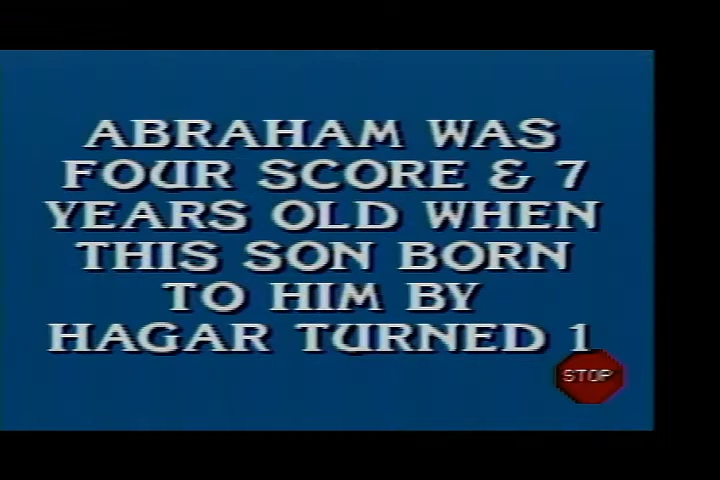 ABRAHAM WAS
FOUR SCORE & 7
YEARS OLD WHEN
THIS SON BORN
TO HIM BY
HAGAR TURNED 1
STOP